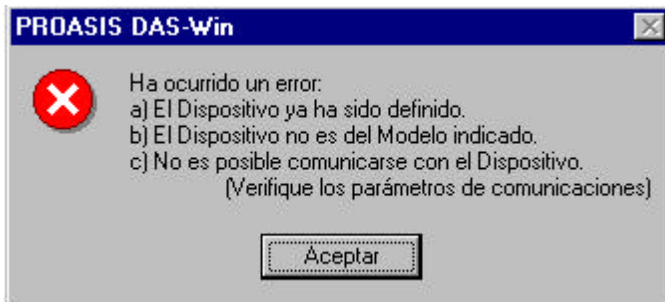 PROASIS DAS-Win
Ha ocurrido un error:
a) El Dispositivo ya ha sido definido.
b) El Dispositivo no es del Modelo indicado.
c) No es posible comunicarse con el Dispositivo.
(Verifique los parámetros de comunicaciones)
Aceptar